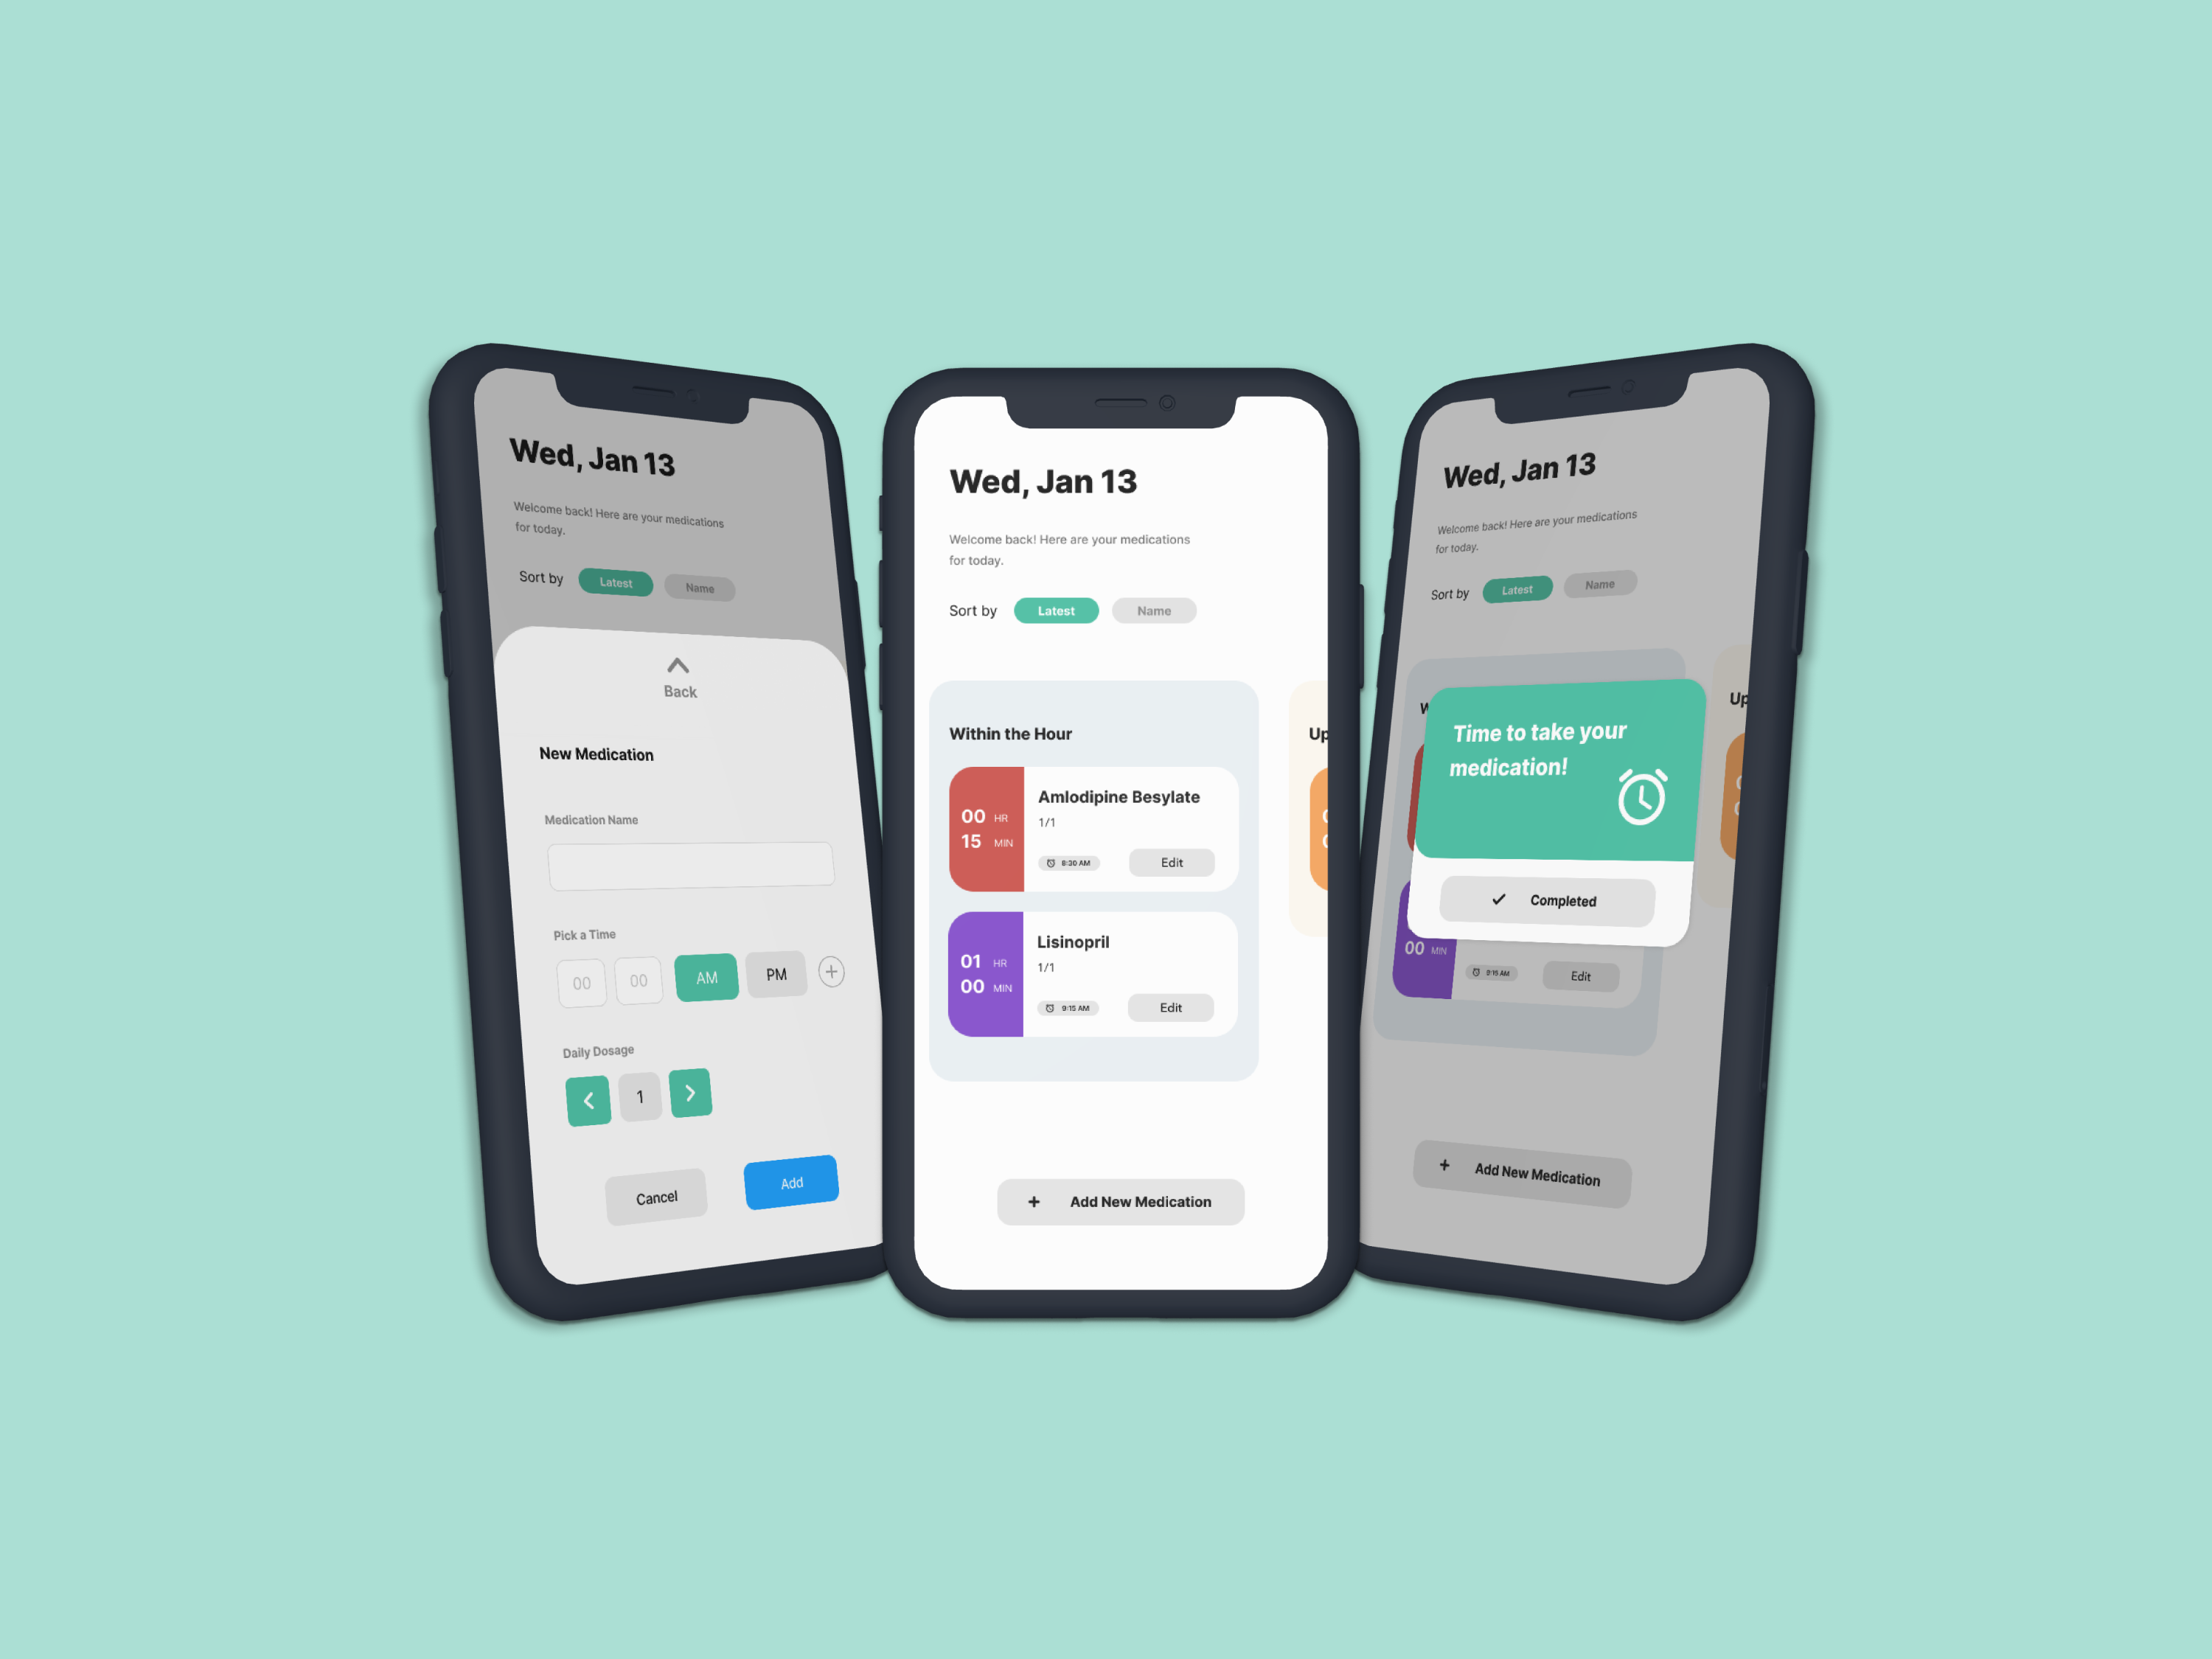 Wed, Jan 13
Welcome back! Here are your medications
for today.
Sort by Latest Name
Back
New Medication
Medication Name
Pick a Time
00 00 AM PM
Daily Dosage
1
Cancel Add
Wed, Jan 13
Welcome back! Here are your medications
for today.
Sort by Latest Name
Within the Hour
Up
00 HR
15 MIN
Amlodipine Besylate
1/1
8:30 AM Edit
01 HR
00 MIN
Lisinopril
1/1
9:15 AM Edit
+ Add New Medication
Wed, Jan 13
Welcome back! Here are your medications
for today.
Sort by Latest Name
Up
Time to take your
medication!
Completed
00 MIN
9:15 AM Edit
+ Add New Medication